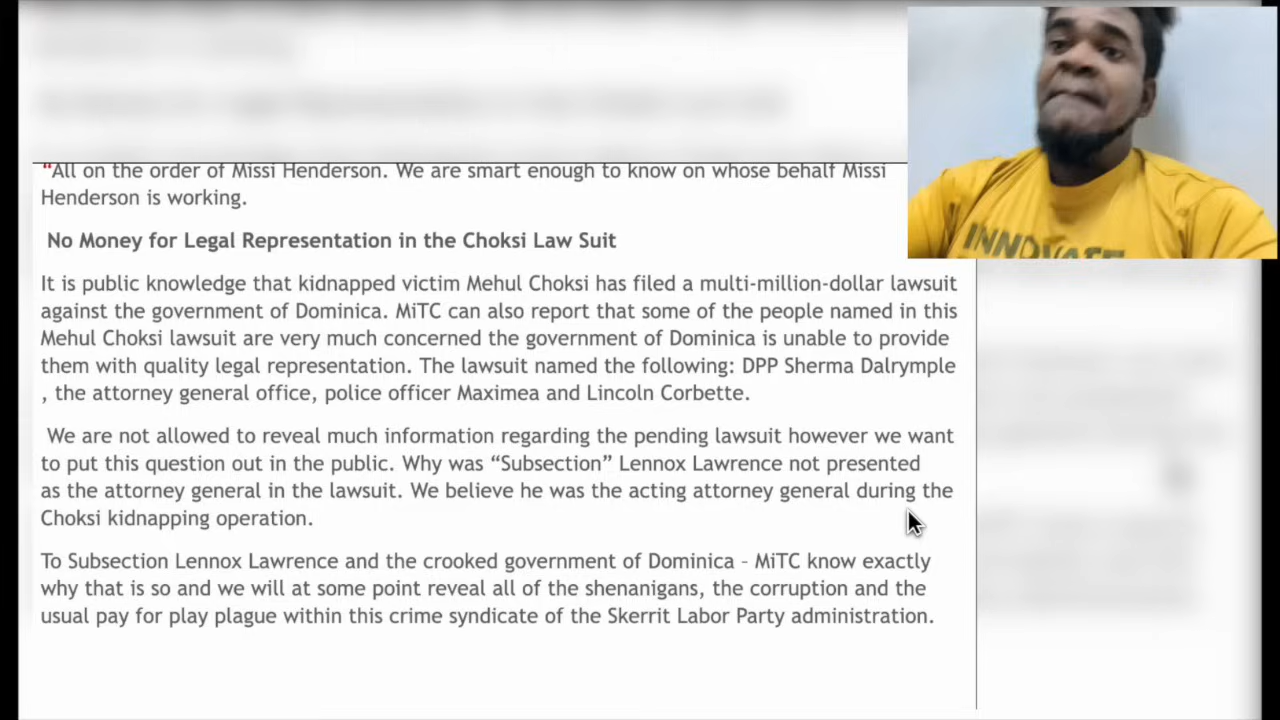 “All on the order of Missi Henderson. We are smart enough to know on whose behalf Missi
Henderson is working.
No Money for Legal Representation in the Choksi Law Suit
It is public knowledge that kidnapped victim Mehul Choksi has filed a multi-million-dollar lawsuit
against the government of Dominica. MiTC can also report that some of the people named in this
Mehul Choksi lawsuit are very much concerned the government of Dominica is unable to provide
them with quality legal representation. The lawsuit named the following: DPP Sherma Dalrymple
, the attorney general office, police officer Maximea and Lincoln Corbette.
We are not allowed to reveal much information regarding the pending lawsuit however we want
to put this question out in the public. Why was “Subsection” Lennox Lawrence not presented
as the attorney general in the lawsuit. We believe he was the acting attorney general during the
Choksi kidnapping operation.
To Subsection Lennox Lawrence and the crooked government of Dominica – MiTC know exactly
why that is so and we will at some point reveal all of the shenanigans, the corruption and the
usual pay for play plague within this crime syndicate of the Skerrit Labor Party administration.
INNOVATE